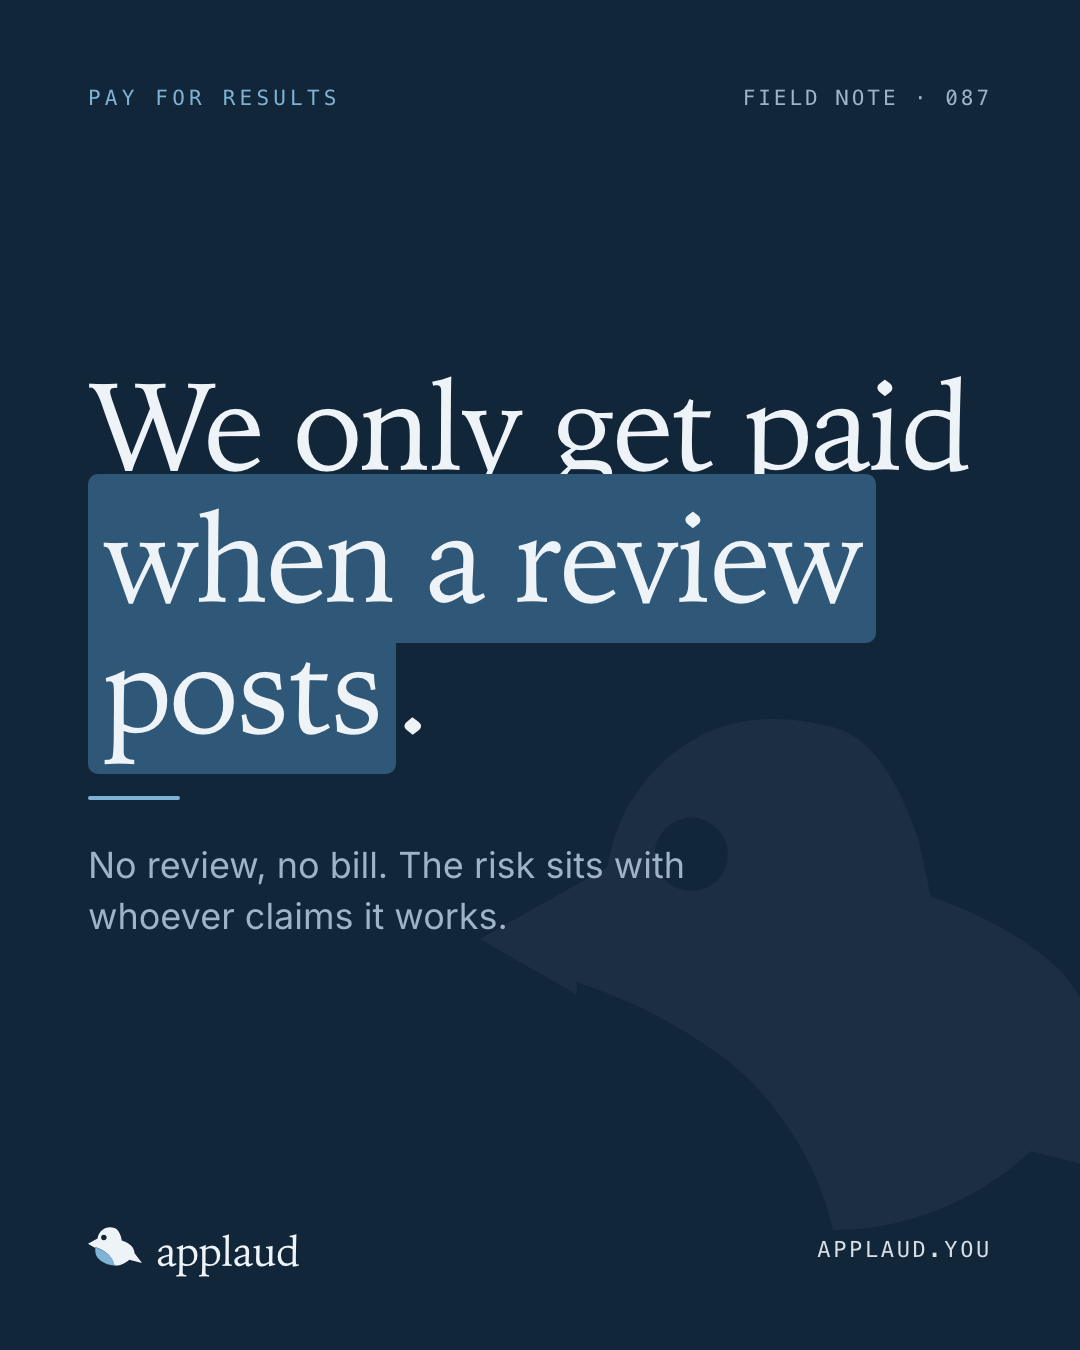 PAY FOR RESULTS
FIELD NOTE · 087
We only get paid
when a review
posts.
No review, no bill. The risk sits with
whoever claims it works.
applaud
APPLAUD.YOU